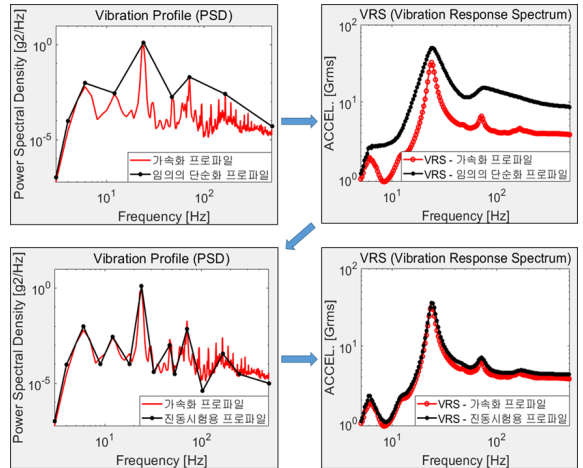 Vibration Profile (PSD)
Power Spectral Density [g2/Hz]
10^0
10^-5
가속화 프로파일
임의의 단순화 프로파일
10^1
10^2
Frequency [Hz]
VRS (Vibration Response Spectrum)
ACCEL. [Grms]
10^2
10^1
10^0
VRS - 가속화 프로파일
VRS - 임의의 단순화 프로파일
10^1
10^2
Frequency [Hz]
Vibration Profile (PSD)
Power Spectral Density [g2/Hz]
10^0
10^-5
가속화 프로파일
진동시험용 프로파일
10^1
10^2
Frequency [Hz]
VRS (Vibration Response Spectrum)
ACCEL. [Grms]
10^2
10^1
10^0
VRS - 가속화 프로파일
VRS - 진동시험용 프로파일
10^1
10^2
Frequency [Hz]